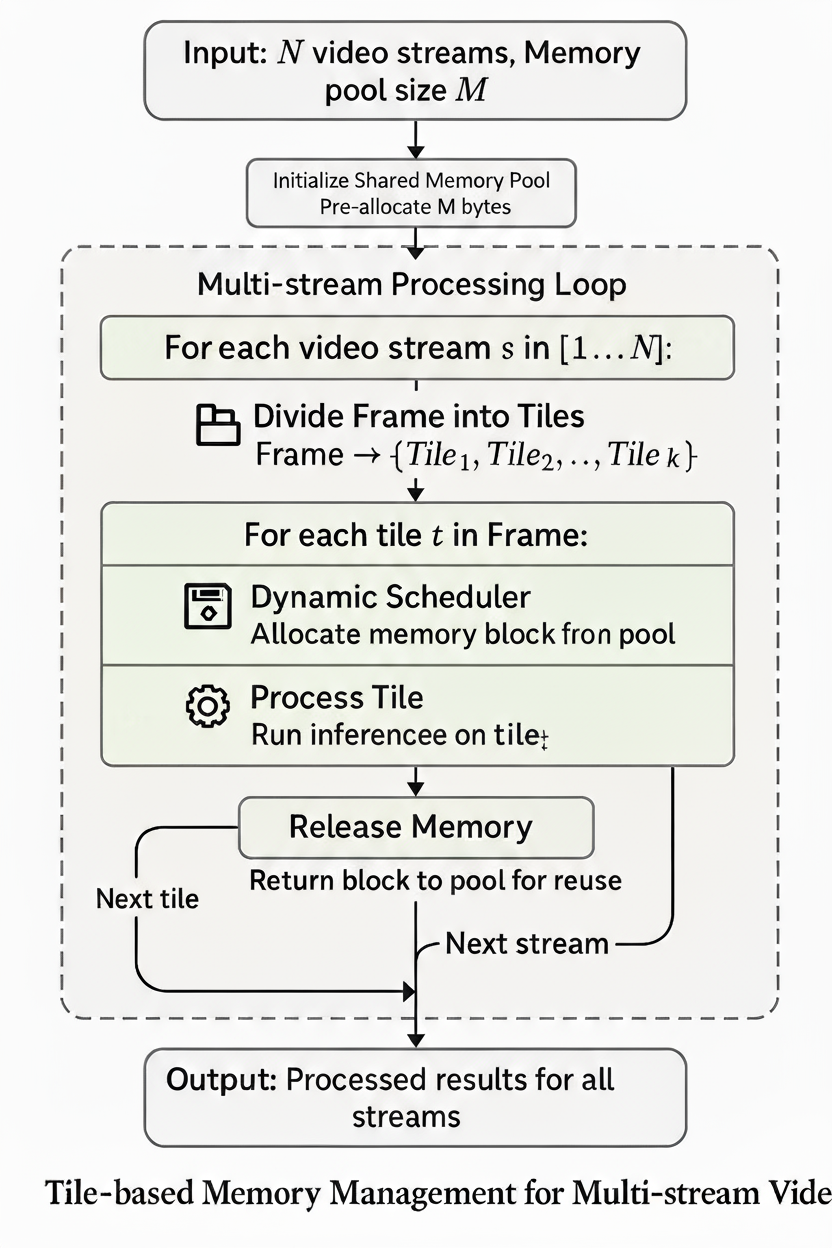 Input: N video streams, Memory
pool size M
Initialize Shared Memory Pool
Pre-allocate M bytes
Multi-stream Processing Loop
For each video stream s in [1...N]:
Divide Frame into Tiles
Frame → {Tile₁, Tile₂, .., Tile k}
For each tile t in Frame:
Dynamic Scheduler
Allocate memory block fron pool
Process Tile
Run inferencee on tileₜ
Release Memory
Return block to pool for reuse
Next tile
Next stream
Output: Processed results for all
streams
Tile-based Memory Management for Multi-stream Vide